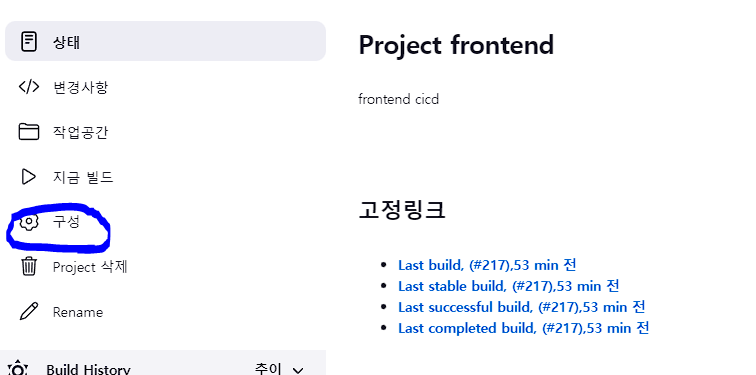 상태
변경사항
작업공간
지금 빌드
구성
Project 삭제
Rename
Build History 추이
Project frontend
frontend cicd
고정링크
Last build, (#217),53 min 전
Last stable build, (#217),53 min 전
Last successful build, (#217),53 min 전
Last completed build, (#217),53 min 전